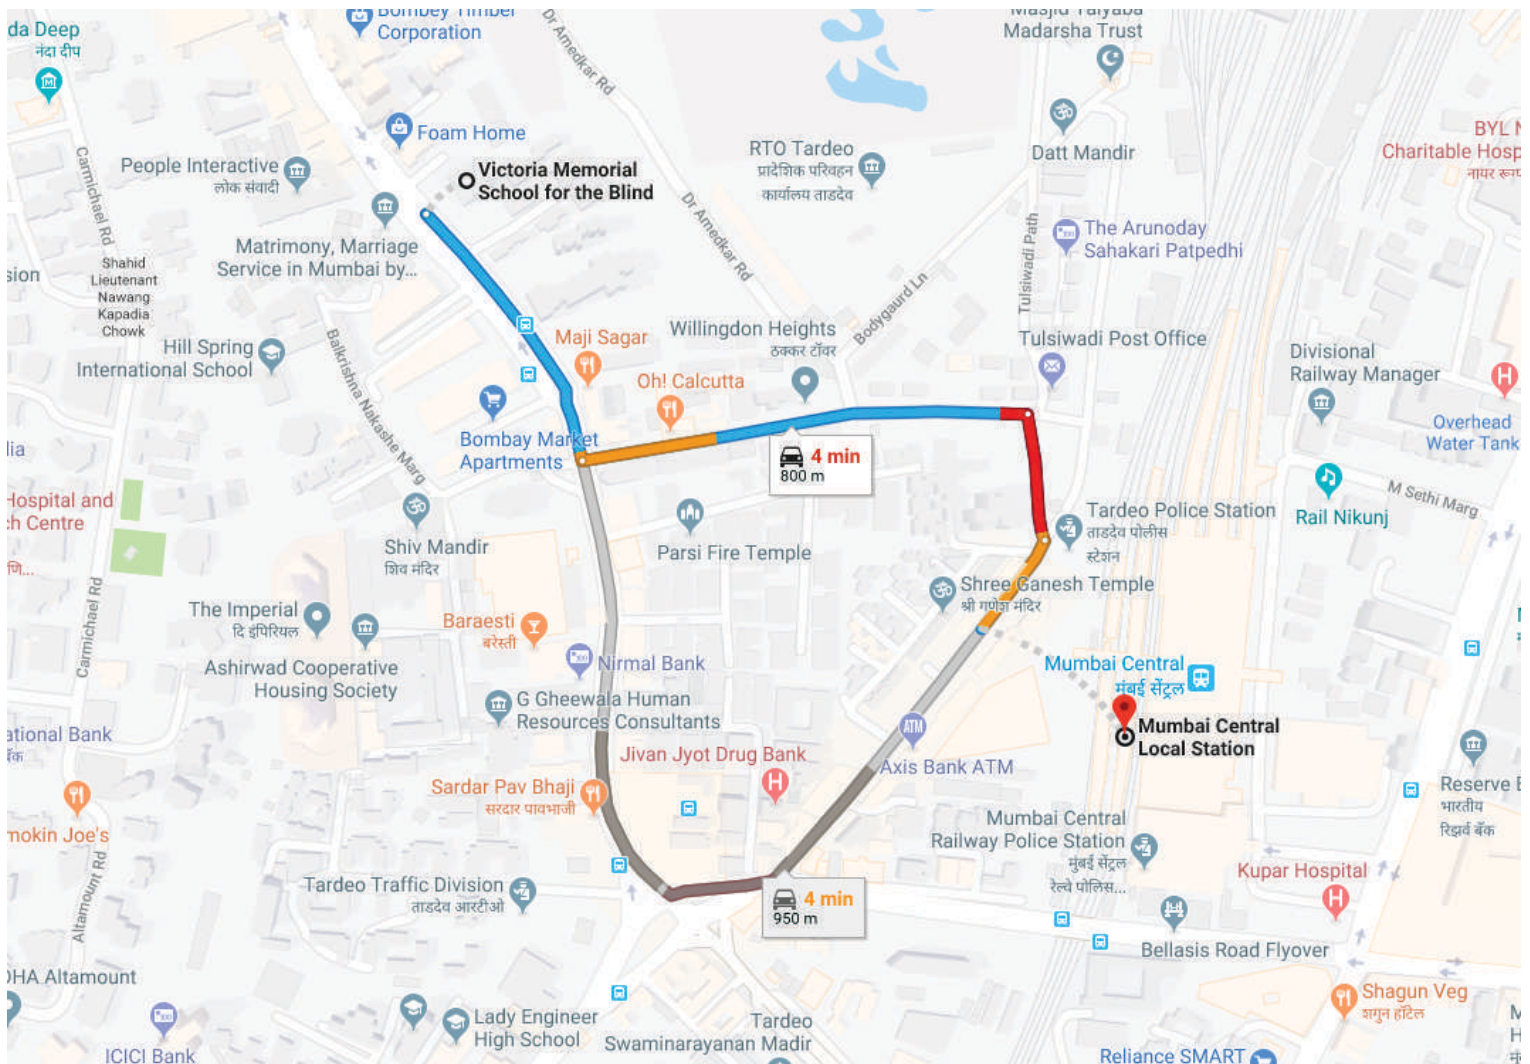 da Deep
नंदा दीप
Bombey Timber
Corporation
Dr Amedkar Rd
Madarsha Trust
Foam Home
People Interactive
लोक संवादी
Victoria Memorial
School for the Blind
RTO Tardeo
प्रादेशिक परिवहन
कार्यालय ताडदेव
Datt Mandir
BYL N
Charitable Hosp
Carmichael Rd
Matrimony, Marriage
Service in Mumbai by...
Dr Amedkar Rd
The Arunoday
Sahakari Patpedhi
Tulsiwadi Path
sion
Shahid
Lieutenant
Nawang
Kapadia
Chowk
Bodygaurd Ln
Hill Spring
International School
Balkrishna Nakashe Marg
Maji Sagar
Willingdon Heights
ठक्कर टॉवर
Tulsiwadi Post Office
Divisional
Railway Manager
Oh! Calcutta
Overhead
Water Tank
Bombay Market
Apartments
lia
4 min
800 m
M Sethi Marg
Hospital and
ch Centre
णि...
Shiv Mandir
शिव मंदिर
Parsi Fire Temple
Tardeo Police Station
ताडदेव पोलीस
स्टेशन
Rail Nikunj
Carmichael Rd
The Imperial
दि इंपिरियल
Baraesti
बरेस्ती
Shree Ganesh Temple
श्री गणेश मंदिर
Ashirwad Cooperative
Housing Society
Nirmal Bank
Mumbai Central
मुंबई सेंट्रल
G Gheewala Human
Resources Consultants
ATM
Mumbai Central
Local Station
ational Bank
बँक
Jivan Jyot Drug Bank
Axis Bank ATM
Sardar Pav Bhaji
सरदार पावभाजी
Reserve B
भारतीय
रिझर्व बँक
mokin Joe's
Mumbai Central
Railway Police Station
मुंबई सेंट्रल
रेल्वे पोलिस...
Altamount Rd
Tardeo Traffic Division
ताडदेव आरटीओ
4 min
950 m
Kupar Hospital
Bellasis Road Flyover
OHA Altamount
Shagun Veg
शगुन हॉटेल
Lady Engineer
High School
Tardeo
Swaminarayanan Madir
ICICI Bank
Reliance SMART